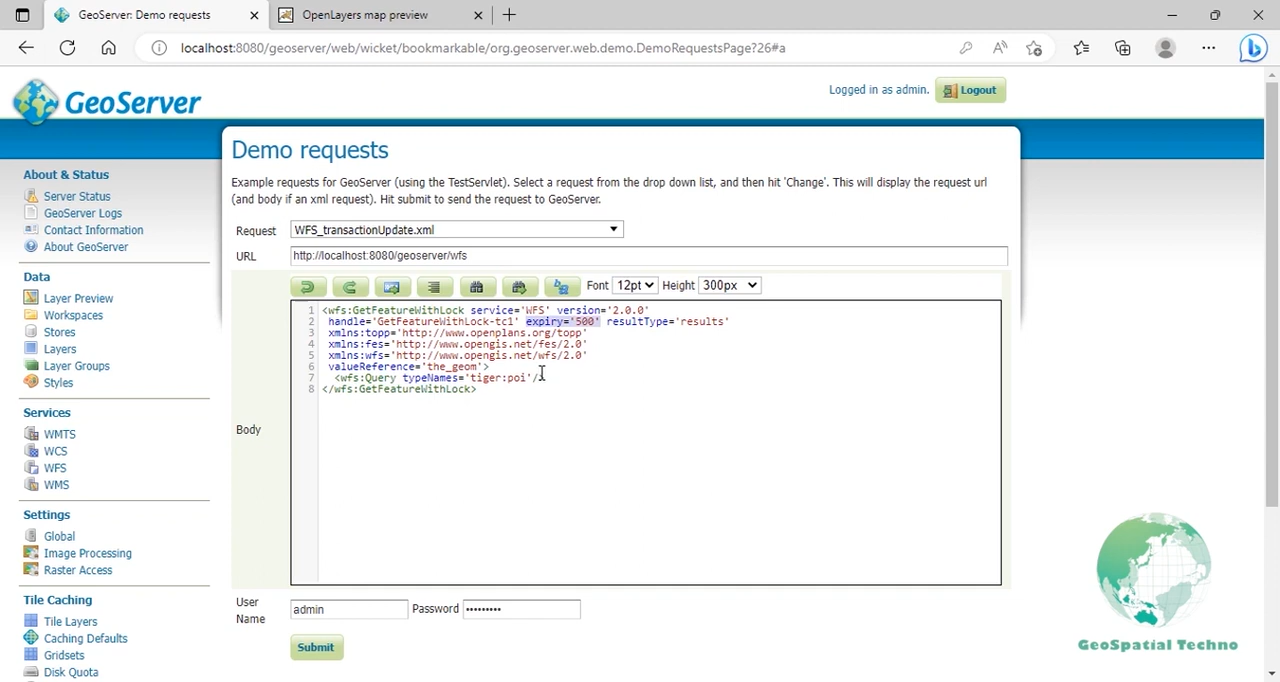 GeoServer: Demo requests
OpenLayers map preview
localhost:8080/geoserver/web/wicket/bookmarkable/org.geoserver.web.demo.DemoRequestsPage?26#a
GeoServer
Logged in as admin.
Logout
About & Status
Server Status
GeoServer Logs
Contact Information
About GeoServer
Data
Layer Preview
Workspaces
Stores
Layers
Layer Groups
Styles
Services
WMTS
WCS
WFS
WMS
Settings
Global
Image Processing
Raster Access
Tile Caching
Tile Layers
Caching Defaults
Gridsets
Disk Quota
Demo requests
Example requests for GeoServer (using the TestServlet). Select a request from the drop down list, and then hit 'Change'. This will display the request url
(and body if an xml request). Hit submit to send the request to GeoServer.
Request WFS_transactionUpdate.xml
URL http://localhost:8080/geoserver/wfs
Font 12pt Height 300px
Body
1 <wfs:GetFeatureWithLock service='WFS' version='2.0.0'
2 handle='GetFeatureWithLock-tc1' expiry='500' resultType='results'
3 xmlns:topp='http://www.openplans.org/topp'
4 xmlns:fes='http://www.opengis.net/fes/2.0'
5 xmlns:wfs='http://www.opengis.net/wfs/2.0'
6 valueReference='the_geom'>
7 <wfs:Query typeNames='tiger:poi'/>
8 </wfs:GetFeatureWithLock>
User Name admin Password •••••••••
Submit
GeoSpatial Techno